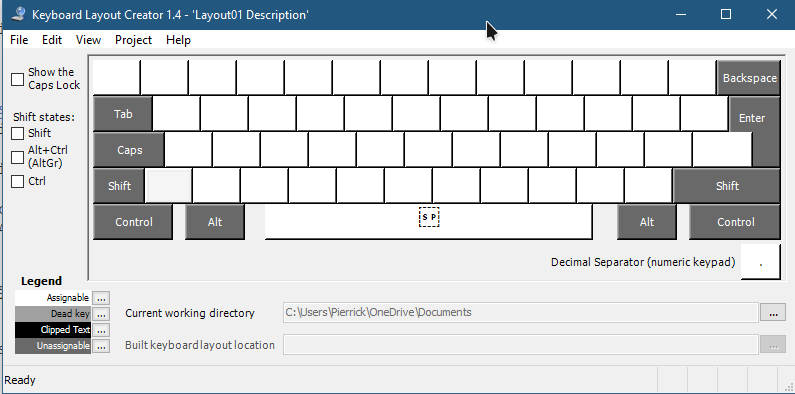 Keyboard Layout Creator 1.4 - 'Layout01 Description'
File Edit View Project Help
Show the
Caps Lock
Shift states:
Shift
Alt+Ctrl
(AltGr)
Ctrl
Backspace
Tab
Enter
Caps
Shift
Shift
Control
Alt
S P
Alt
Control
Decimal Separator (numeric keypad)
.
Legend
Assignable ...
Dead key ...
Clipped Text ...
Unassignable ...
Current working directory
C:\Users\Pierrick\OneDrive\Documents
...
Built keyboard layout location
...
Ready